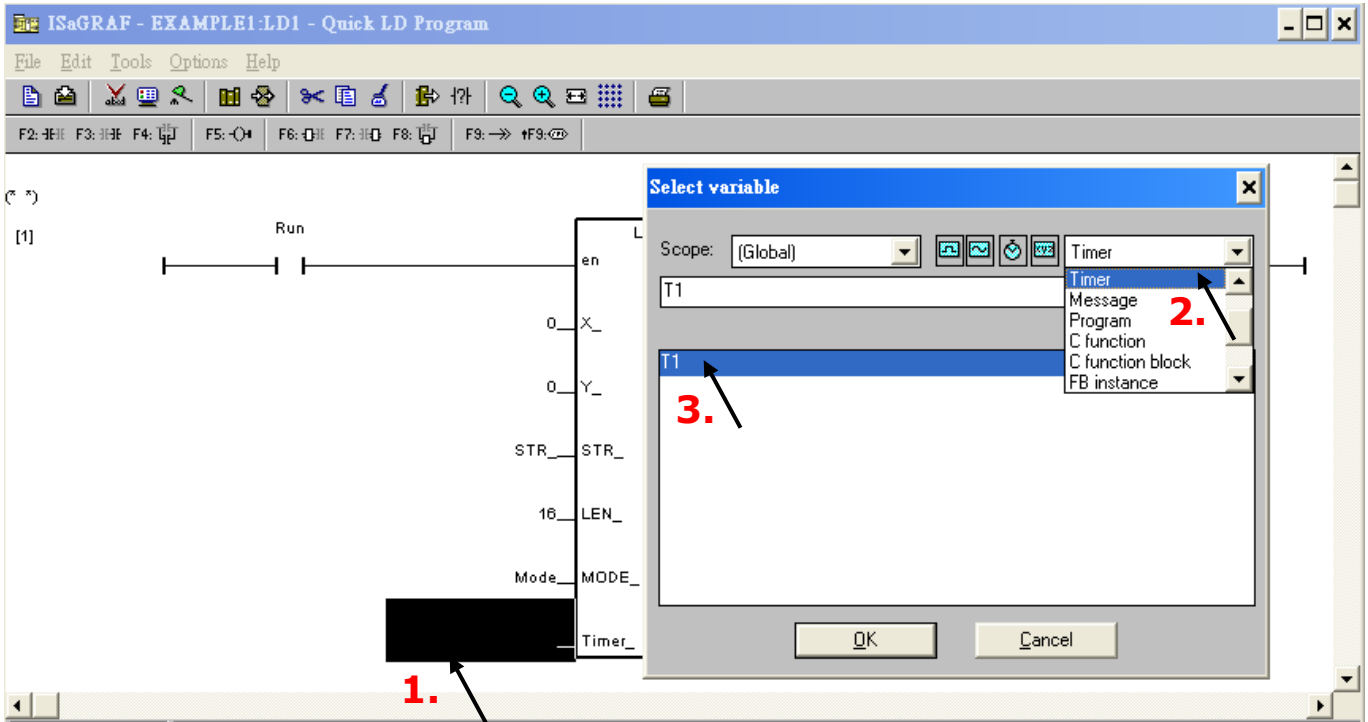 ISaGRAF - EXAMPLE1:LD1 - Quick LD Program
File Edit Tools Options Help
F2: F3: F4: F5: F6: F7: F8: F9: ↑F9:
(* *)
[1]
Run
L
en
0 X_
0 Y_
STR_ STR_
16 LEN_
Mode MODE_
Timer_
1.
Select variable
Scope: (Global) xyz Timer
T1
Timer
Message
Program
C function
C function block
FB instance
2.
T1
3.
OK Cancel